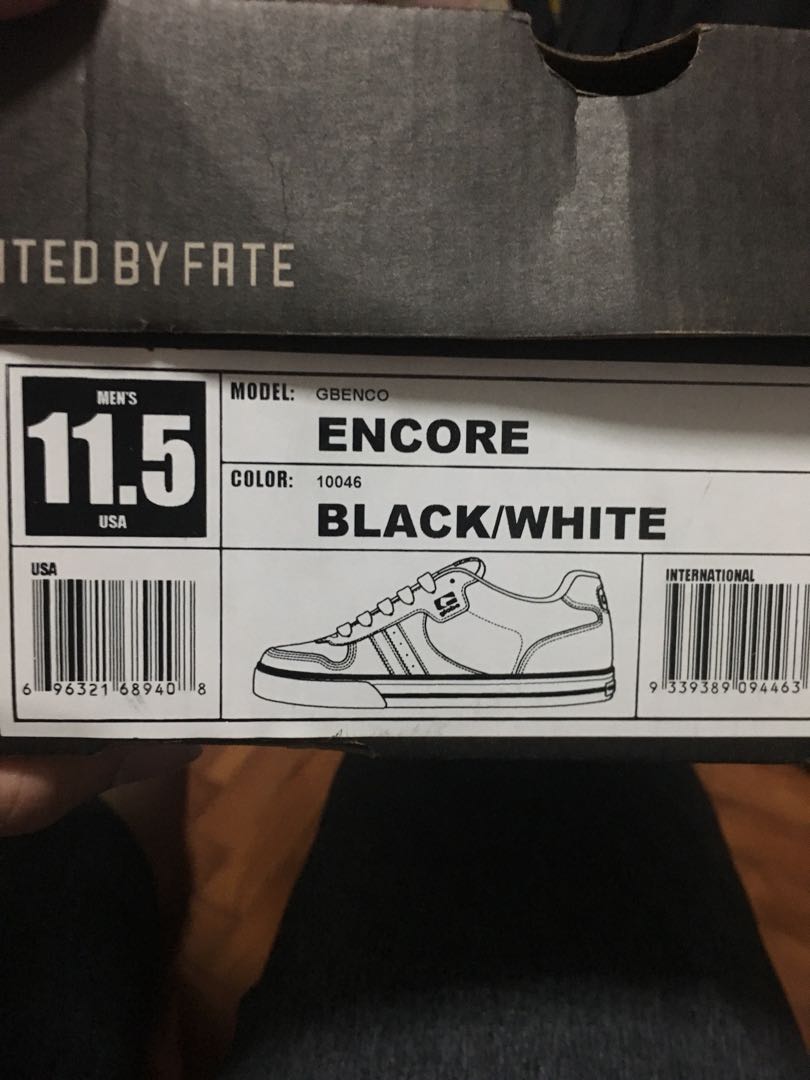 ITED BY FATE
MEN'S
11.5
USA
MODEL: GBENCO
ENCORE
COLOR: 10046
BLACK/WHITE
USA
6 96321 68940 8
globe
INTERNATIONAL
9 339389 094463